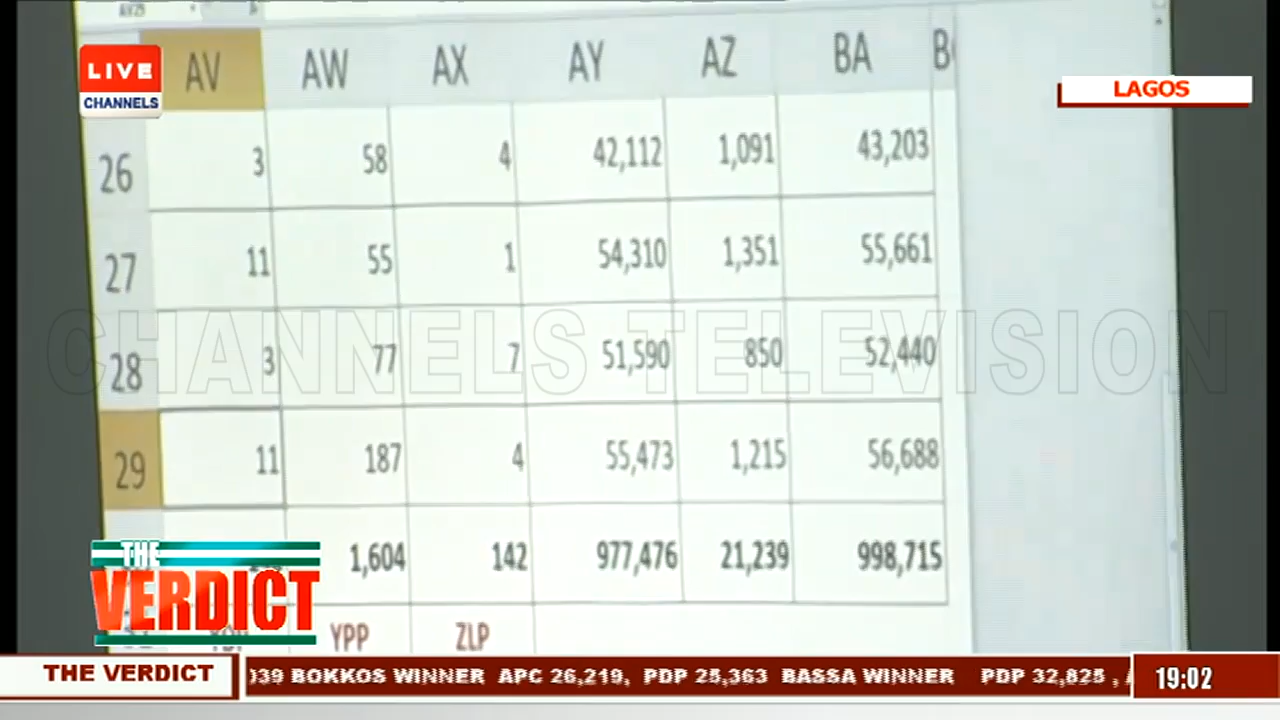 AV AW AX AY AZ BA
LIVE
CHANNELS
LAGOS
26 3 58 4 42,112 1,091 43,203
27 11 55 1 54,310 1,351 55,661
28 3 77 7 51,590 850 52,440
CHANNELS TELEVISION
29 11 187 4 55,473 1,215 56,688
1,604 142 977,476 21,239 998,715
THE
VERDICT
YPP ZLP
THE VERDICT 039 BOKKOS WINNER APC 26,219, PDP 25,363 BASSA WINNER PDP 32,825 , 19:02